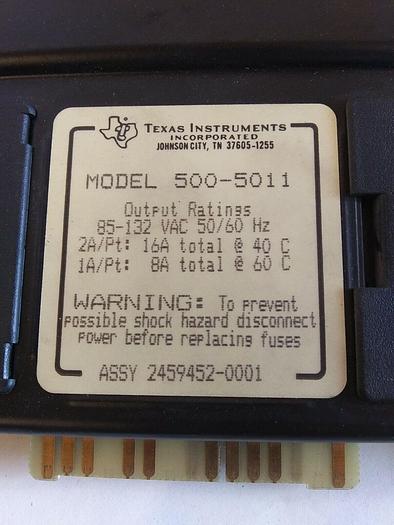 TEXAS INSTRUMENTS
INCORPORATED
JOHNSON CITY, TN 37605-1255
MODEL 500-5011
Output Ratings
85-132 VAC 50/60 Hz
2A/Pt: 16A total @ 40 C
1A/Pt: 8A total @ 60 C
WARNING: To prevent
possible shock hazard disconnect
power before replacing fuses
ASSY 2459452-0001